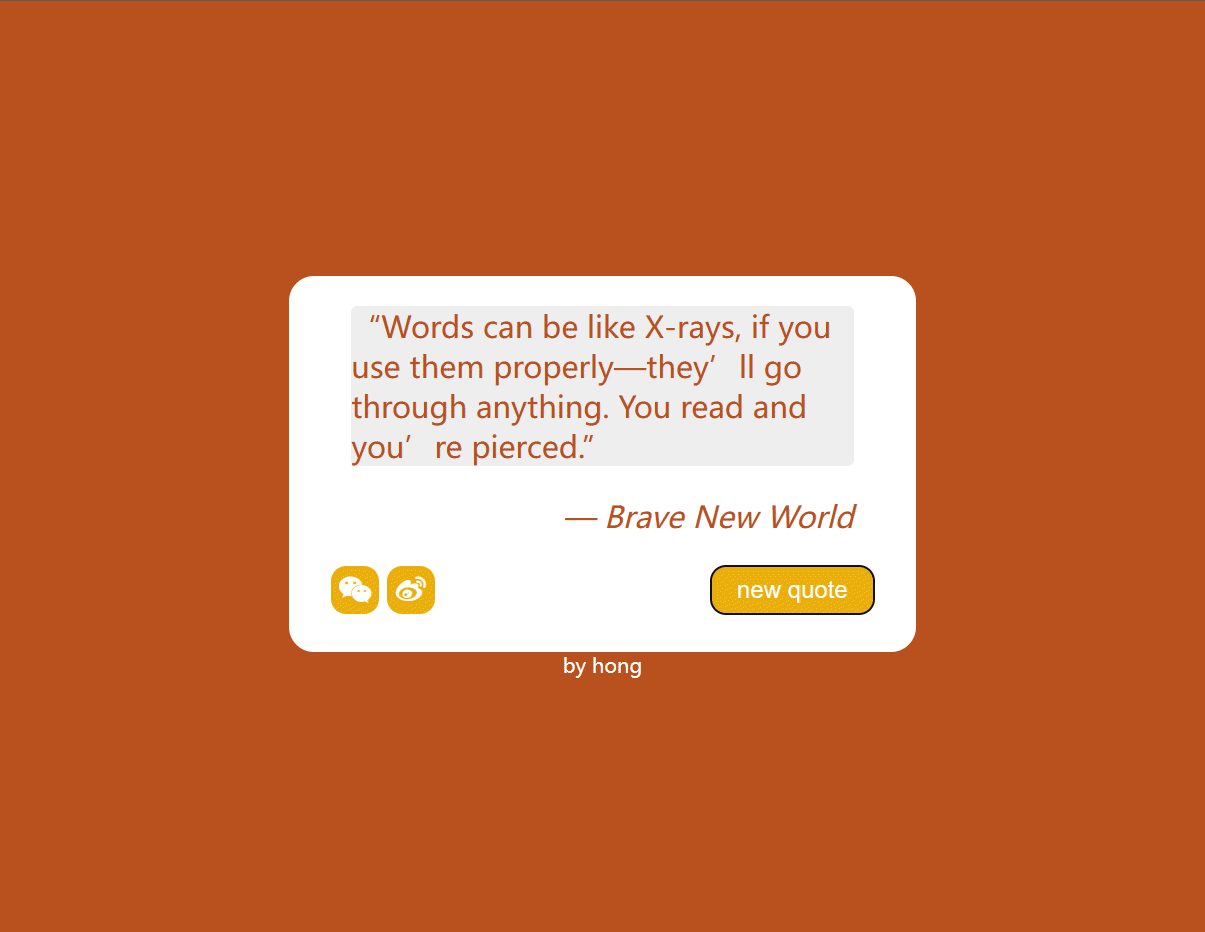 “Words can be like X-rays, if you
use them properly—they’ll go
through anything. You read and
you’re pierced.”
— Brave New World
new quote
by hong